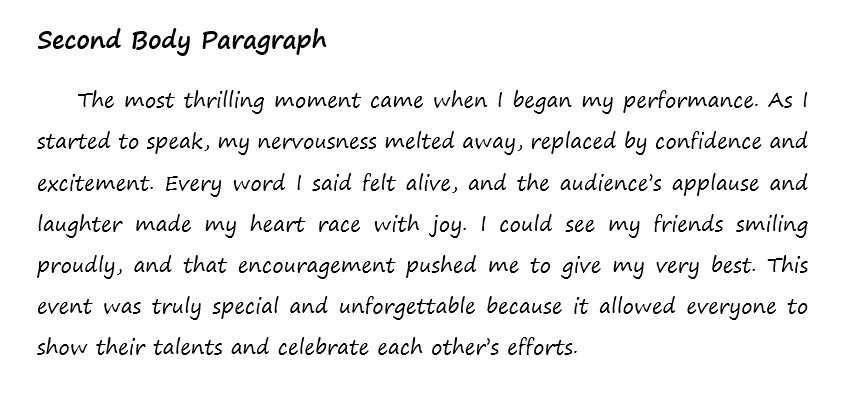 Second Body Paragraph
The most thrilling moment came when I began my performance. As I
started to speak, my nervousness melted away, replaced by confidence and
excitement. Every word I said felt alive, and the audience's applause and
laughter made my heart race with joy. I could see my friends smiling
proudly, and that encouragement pushed me to give my very best. This
event was truly special and unforgettable because it allowed everyone to
show their talents and celebrate each other's efforts.